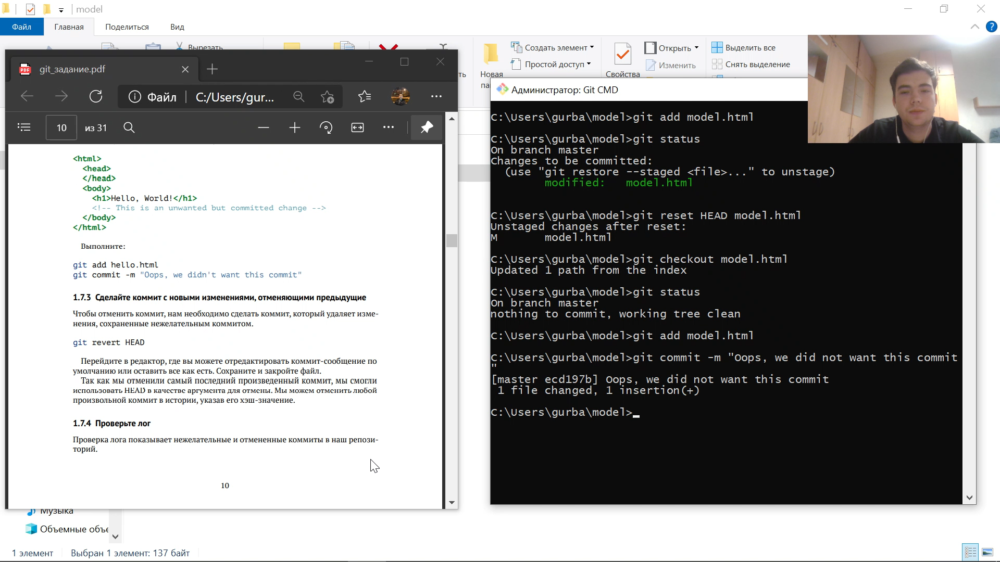 model
Файл
Главная
Поделиться
Вид
Вырезать
Новая
па
ть
Создать элемент
Простой доступ
Свойства
Открыть
Изменить
Выделить все
Снять выделение
git_задание.pdf
Файл
C:/Users/gur...
10
из 31
<html>
<head>
</head>
<body>
<h1>Hello, World!</h1>
<!-- This is an unwanted but committed change -->
</body>
</html>
Выполните:
git add hello.html
git commit -m "Oops, we didn't want this commit"
1.7.3 Сделайте коммит с новыми изменениями, отменяющими предыдущие
Чтобы отменить коммит, нам необходимо сделать коммит, который удаляет изме-
нения, сохраненные нежелательным коммитом.
git revert HEAD
Перейдите в редактор, где вы можете отредактировать коммит-сообщение по
умолчанию или оставить все как есть. Сохраните и закройте файл.
Так как мы отменили самый последний произведенный коммит, мы смогли
использовать HEAD в качестве аргумента для отмены. Мы можем отменить любой
произвольной коммит в истории, указав его хэш-значение.
1.7.4 Проверьте лог
Проверка лога показывает нежелательные и отмененные коммиты в наш репози-
торий.
10
Администратор: Git CMD
C:\Users\gurba\model>git add model.html
C:\Users\gurba\model>git status
On branch master
Changes to be committed:
(use "git restore --staged <file>..." to unstage)
modified:   model.html
C:\Users\gurba\model>git reset HEAD model.html
Unstaged changes after reset:
M       model.html
C:\Users\gurba\model>git checkout model.html
Updated 1 path from the index
C:\Users\gurba\model>git status
On branch master
nothing to commit, working tree clean
C:\Users\gurba\model>git add model.html
C:\Users\gurba\model>git commit -m "Oops, we did not want this commit
"
[master ecd197b] Oops, we did not want this commit
1 file changed, 1 insertion(+)
C:\Users\gurba\model>
Музыка
Объемные объе
1 элемент
Выбран 1 элемент: 137 байт